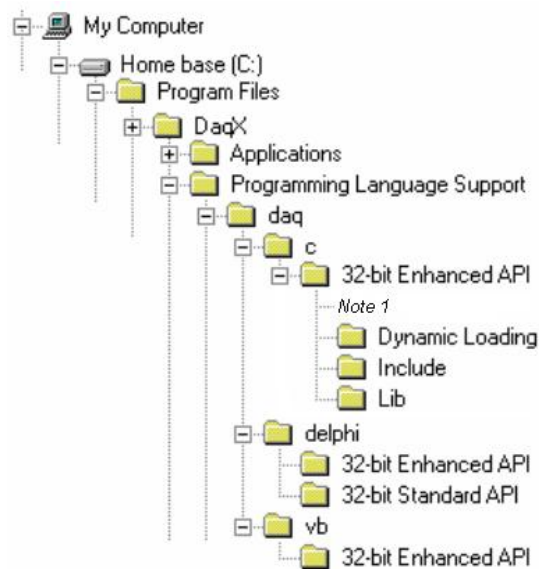 My Computer
Home base (C:)
Program Files
DaqX
Applications
Programming Language Support
daq
c
32-bit Enhanced API
Note 1
Dynamic Loading
Include
Lib
delphi
32-bit Enhanced API
32-bit Standard API
vb
32-bit Enhanced API